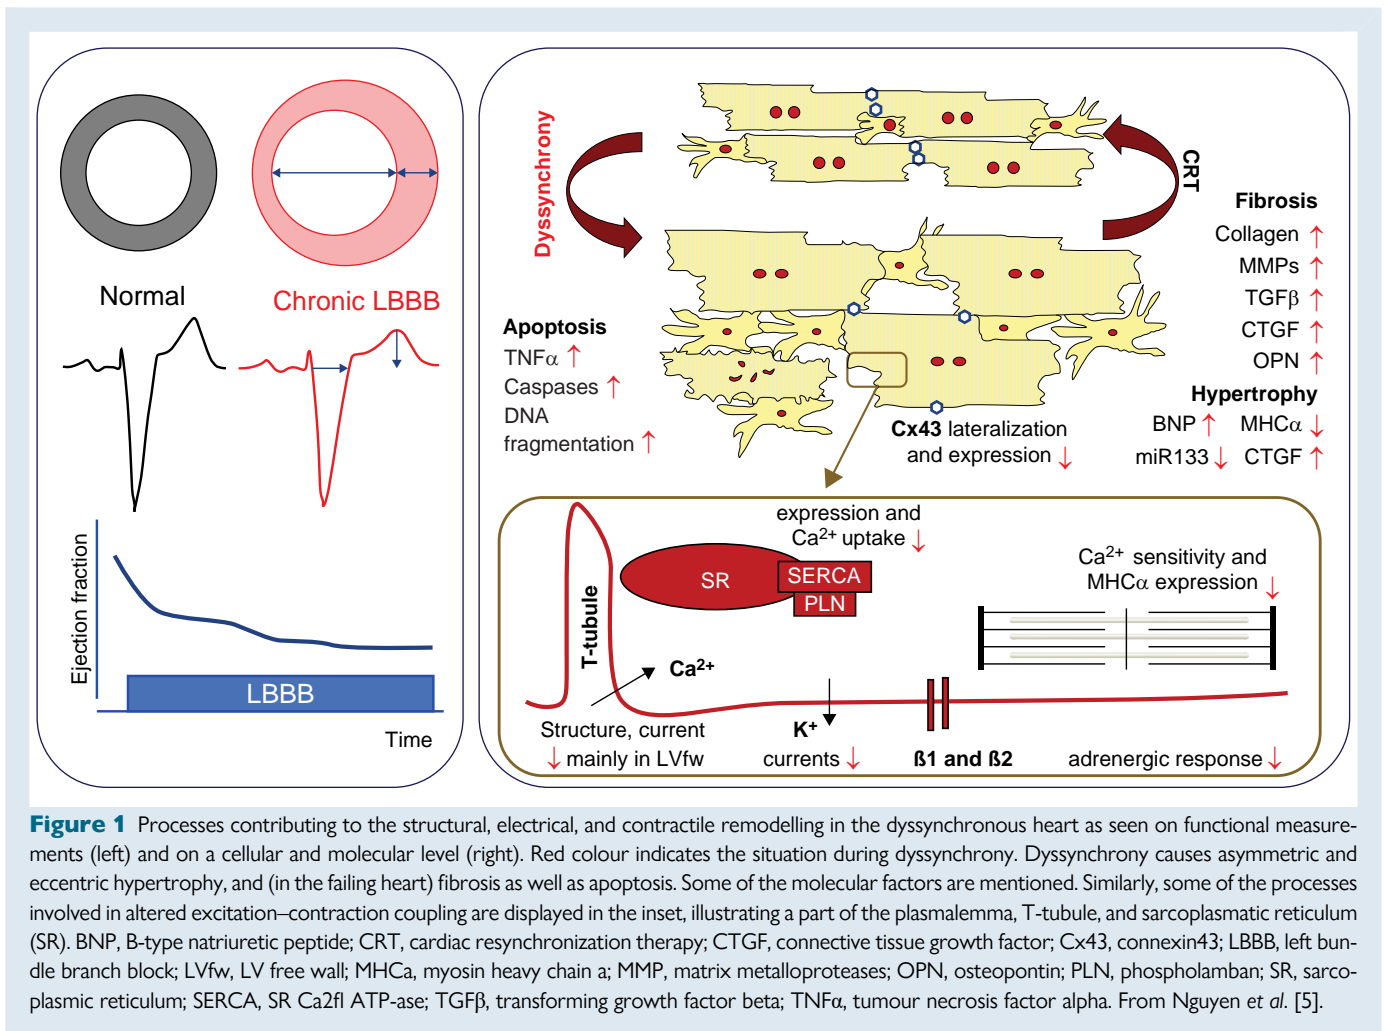 Normal
Chronic LBBB
Ejection fraction
LBBB
Time
Dyssynchrony
CRT
Fibrosis
Collagen ↑
MMPs ↑
TGFβ ↑
CTGF ↑
OPN ↑
Hypertrophy
BNP ↑ MHCα ↓
miR133 ↓ CTGF ↑
Apoptosis
TNFα ↑
Caspases ↑
DNA
fragmentation ↑
Cx43 lateralization
and expression ↓
expression and
Ca²⁺ uptake ↓
SR
SERCA
PLN
T-tubule
Ca²⁺
Ca²⁺ sensitivity and
MHCα expression ↓
Structure, current
↓ mainly in LVfw
K⁺
currents ↓
ß1 and ß2
adrenergic response ↓
Figure 1 Processes contributing to the structural, electrical, and contractile remodelling in the dyssynchronous heart as seen on functional measure-
ments (left) and on a cellular and molecular level (right). Red colour indicates the situation during dyssynchrony. Dyssynchrony causes asymmetric and
eccentric hypertrophy, and (in the failing heart) fibrosis as well as apoptosis. Some of the molecular factors are mentioned. Similarly, some of the processes
involved in altered excitation–contraction coupling are displayed in the inset, illustrating a part of the plasmalemma, T-tubule, and sarcoplasmatic reticulum
(SR). BNP, B-type natriuretic peptide; CRT, cardiac resynchronization therapy; CTGF, connective tissue growth factor; Cx43, connexin43; LBBB, left bun-
dle branch block; LVfw, LV free wall; MHCa, myosin heavy chain a; MMP, matrix metalloproteases; OPN, osteopontin; PLN, phospholamban; SR, sarco-
plasmic reticulum; SERCA, SR Ca2fl ATP-ase; TGFβ, transforming growth factor beta; TNFα, tumour necrosis factor alpha. From Nguyen et al. [5].